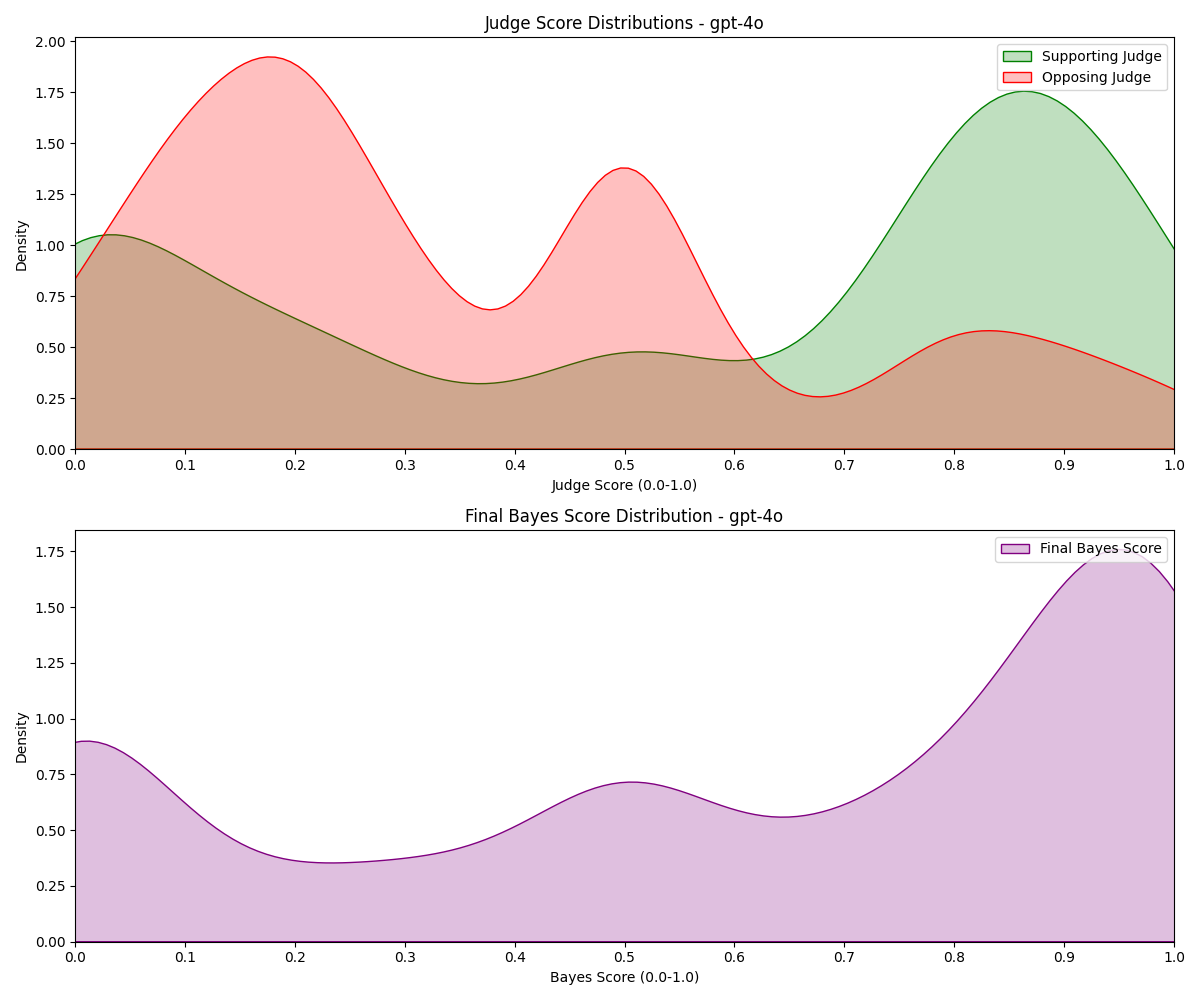 Judge Score Distributions - gpt-4o
2.00
1.75
1.50
1.25
1.00
0.75
0.50
0.25
0.00
Density
Supporting Judge
Opposing Judge
0.0 0.1 0.2 0.3 0.4 0.5 0.6 0.7 0.8 0.9 1.0
Judge Score (0.0-1.0)
Final Bayes Score Distribution - gpt-4o
1.75
1.50
1.25
1.00
0.75
0.50
0.25
0.00
Density
Final Bayes Score
0.0 0.1 0.2 0.3 0.4 0.5 0.6 0.7 0.8 0.9 1.0
Bayes Score (0.0-1.0)